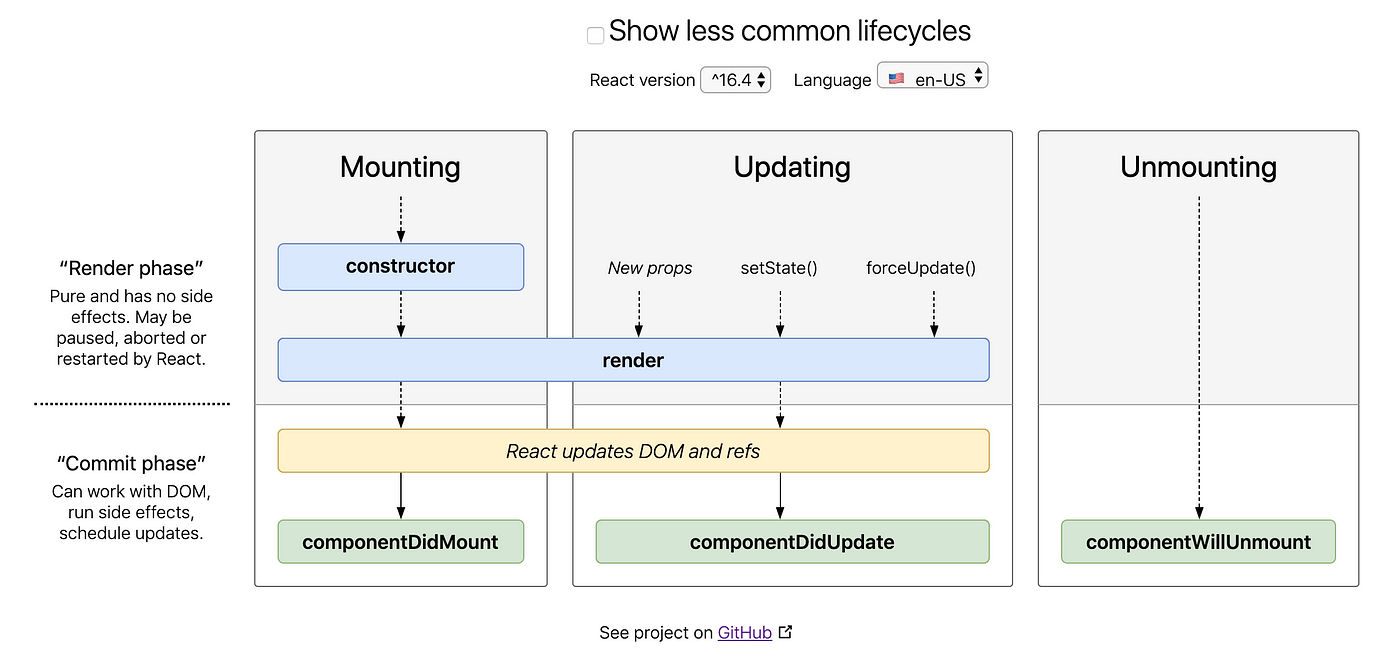 Show less common lifecycles
React version ^16.4 Language 🇺🇸 en-US
Mounting
Updating
Unmounting
“Render phase”
Pure and has no side
effects. May be
paused, aborted or
restarted by React.
constructor
New props
setState()
forceUpdate()
render
“Commit phase”
Can work with DOM,
run side effects,
schedule updates.
React updates DOM and refs
componentDidMount
componentDidUpdate
componentWillUnmount
See project on GitHub